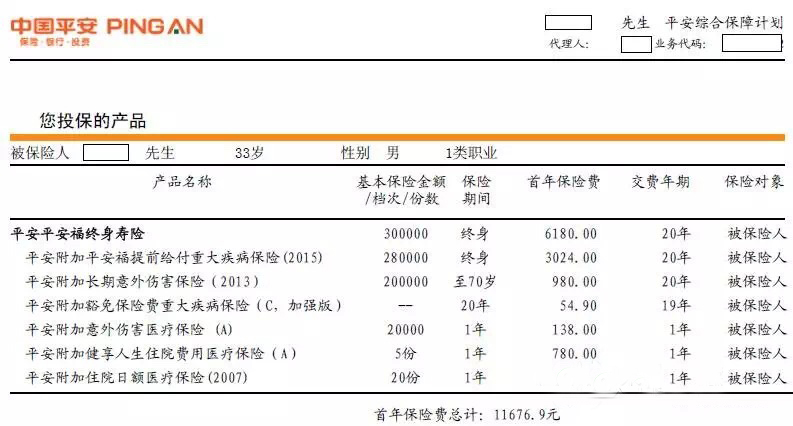 中国平安 PING AN
保险·银行·投资
先生 平安综合保障计划
代理人: 业务代码:
您投保的产品
被保险人 先生 33岁 性别 男 1类职业
产品名称 基本保险金额/档次/份数 保险期间 首年保险费 交费年期 保险对象
平安平安福终身寿险 300000 终身 6180.00 20年 被保险人
平安附加平安福提前给付重大疾病保险(2015) 280000 终身 3024.00 20年 被保险人
平安附加长期意外伤害保险(2013) 200000 至70岁 980.00 20年 被保险人
平安附加豁免保险费重大疾病保险(C,加强版) -- 20年 54.90 19年 被保险人
平安附加意外伤害医疗保险 (A) 20000 1年 138.00 1年 被保险人
平安附加健享人生住院费用医疗保险(A) 5份 1年 780.00 1年 被保险人
平安附加住院日额医疗保险(2007) 20份 1年 1年 被保险人
首年保险费总计: 11676.9元